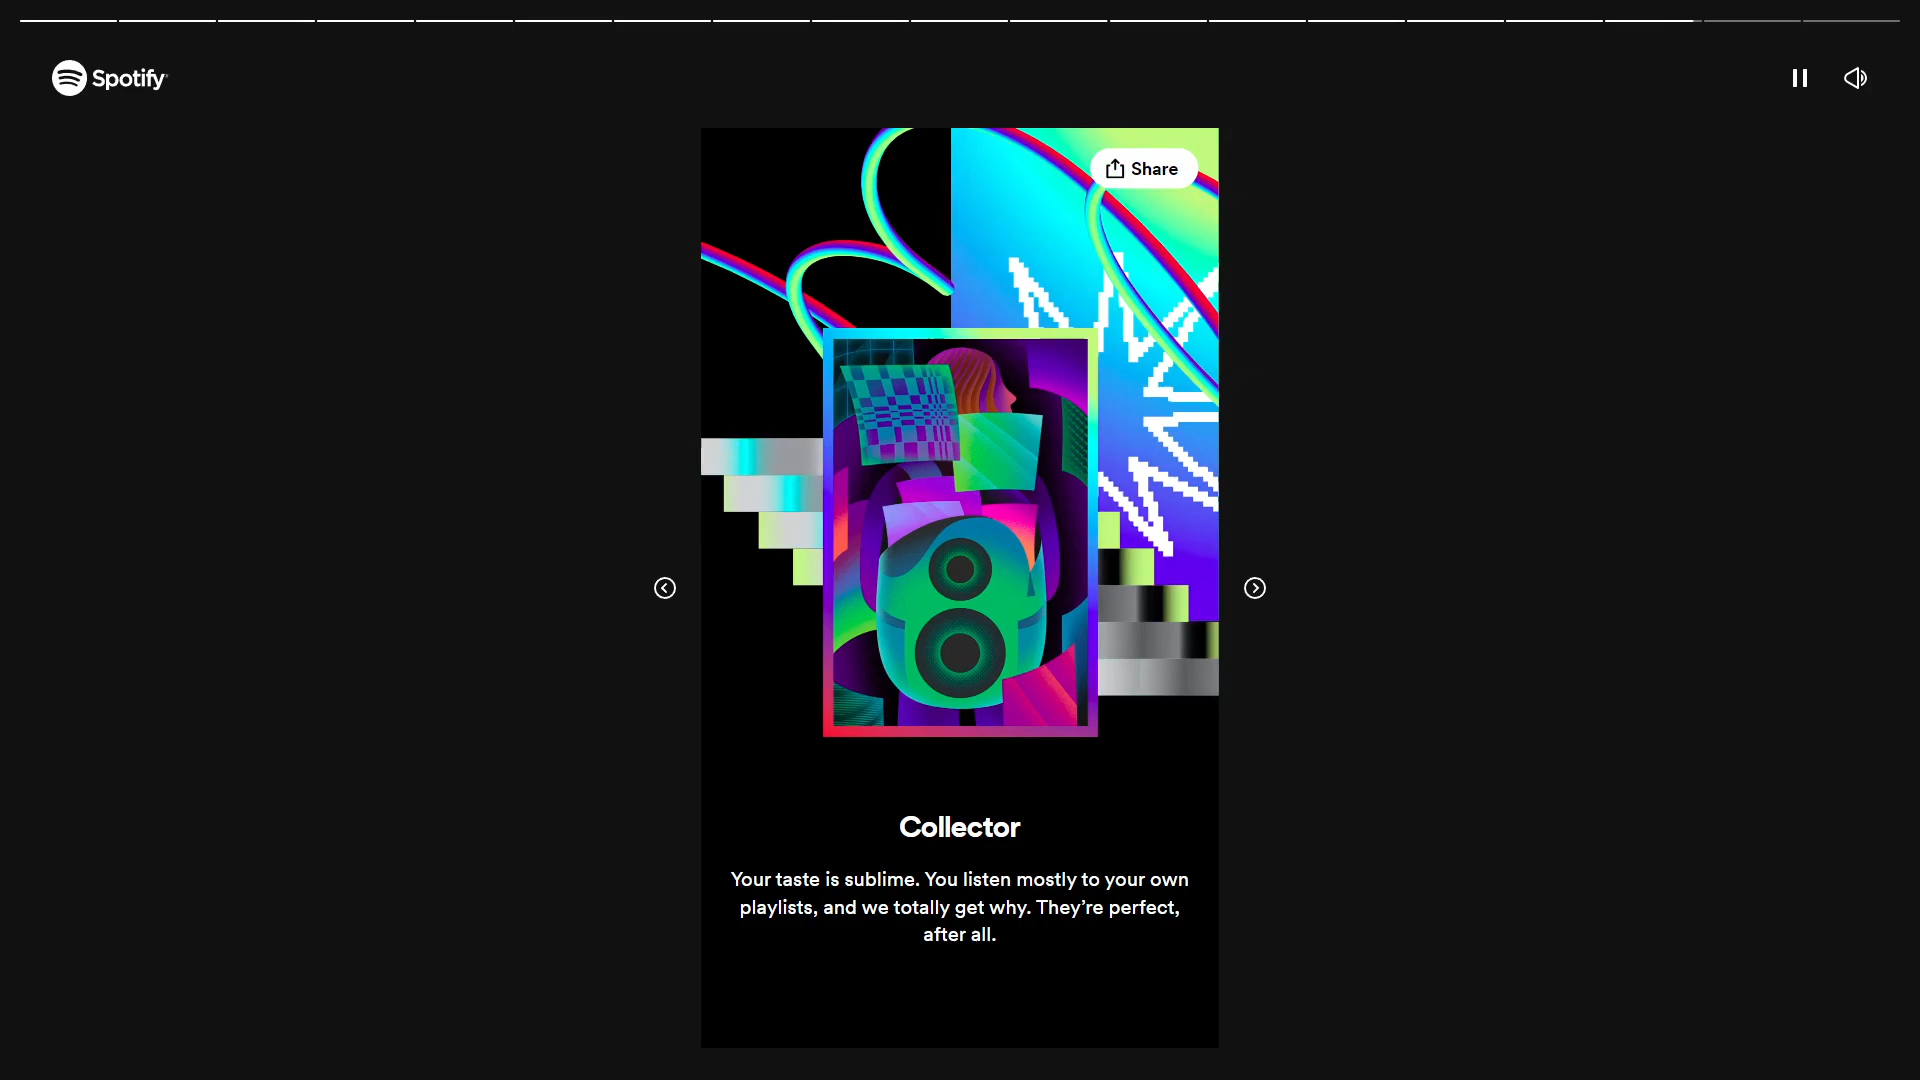 Spotify
Share
Collector
Your taste is sublime. You listen mostly to your own
playlists, and we totally get why. They’re perfect,
after all.